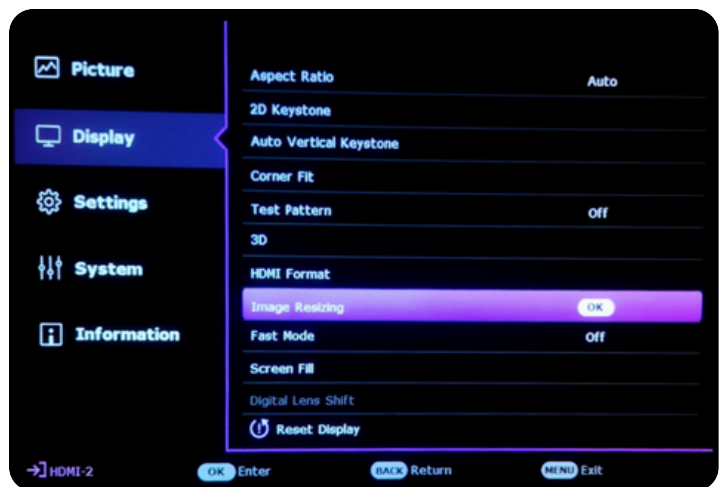 Picture
Display
Settings
System
Information
Aspect Ratio Auto
2D Keystone
Auto Vertical Keystone
Corner Fit
Test Pattern Off
3D
HDMI Format
Image Resizing OK
Fast Mode Off
Screen Fill
Digital Lens Shift
Reset Display
HDMI-2 OK Enter BACK Return MENU Exit